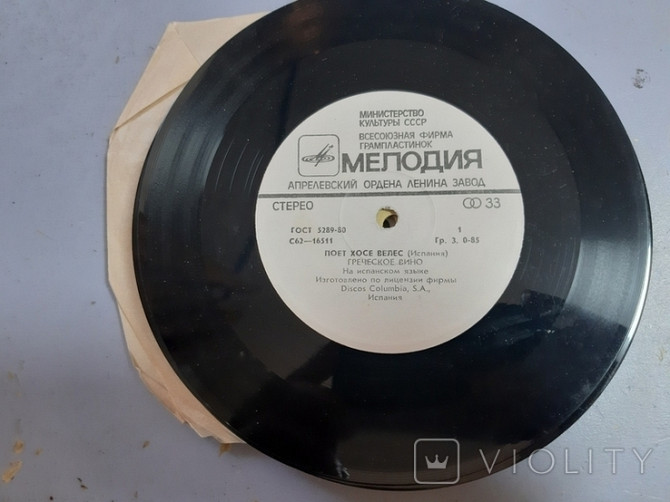 МИНИСТЕРСТВО
КУЛЬТУРЫ СССР
ВСЕСОЮЗНАЯ ФИРМА
ГРАМПЛАСТИНОК
МЕЛОДИЯ
АПРЕЛЕВСКИЙ ОРДЕНА ЛЕНИНА ЗАВОД
СТЕРЕО 33
ГОСТ 5289-80 1
С62—16511 Гр. 3, 0-85
ПОЕТ ХОСЕ ВЕЛЕС (Испания)
ГРЕЧЕСКОЕ ВИНО
На испанском языке
Изготовлено по лицензии фирмы
Discos Columbia, S.A.,
Испания
VIOLITY